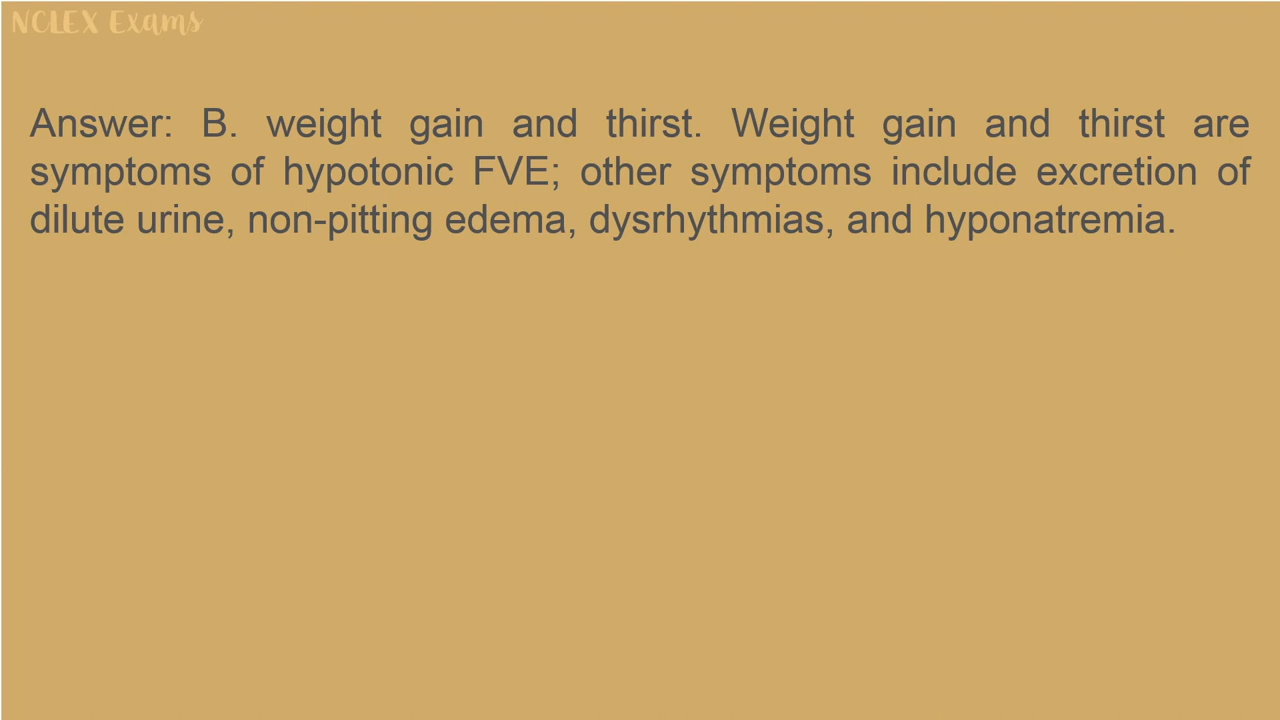 NCLEX Exams
Answer: B. weight gain and thirst. Weight gain and thirst are
symptoms of hypotonic FVE; other symptoms include excretion of
dilute urine, non-pitting edema, dysrhythmias, and hyponatremia.